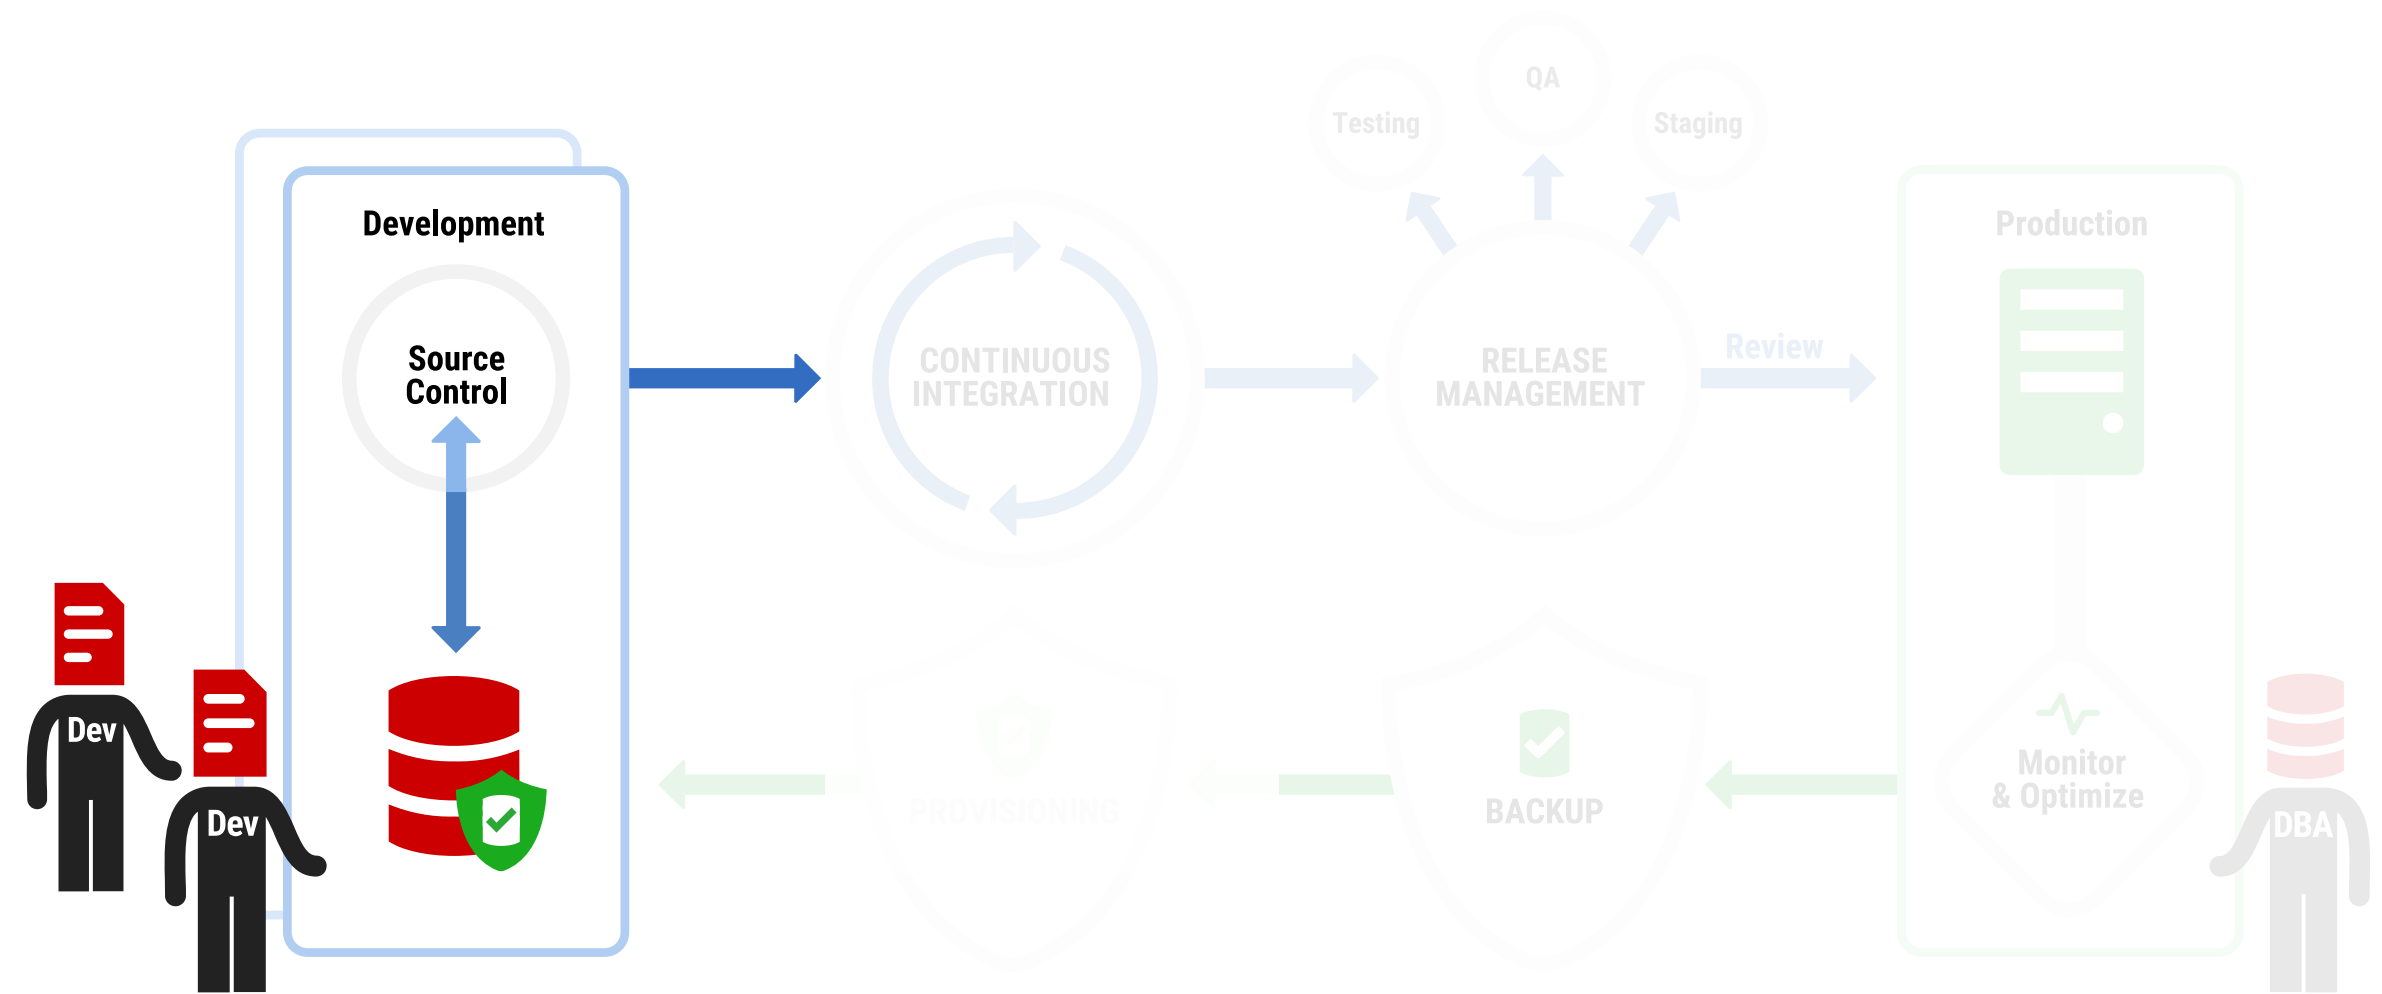 QA
Testing
Staging
Development
Production
Source
Control
CONTINUOUS
INTEGRATION
RELEASE
MANAGEMENT
Review
Dev
Dev
PROVISIONING
BACKUP
Monitor
& Optimize
DBA